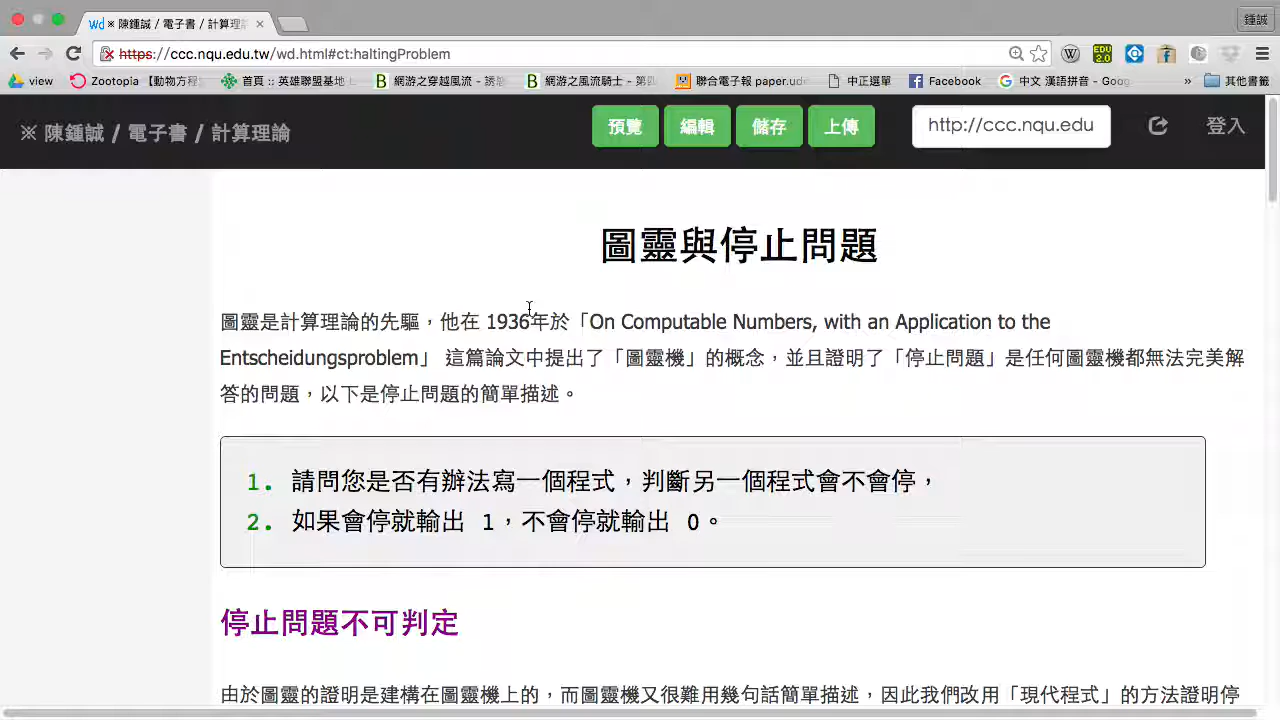 wd ※ 陳鍾誠 / 電子書 / 計算理
鍾誠
https://ccc.nqu.edu.tw/wd.html#ct:haltingProblem
view Zootopia 【動力方程 首頁 :: 英雄聯盟基地 網游之穿越風流 網游之風流騎士 聯合電子報 paper.ud 中正選單 Facebook 中文 漢語拼音 - Goog » 其他書籤
※ 陳鍾誠 / 電子書 / 計算理論 預覽 編輯 儲存 上傳 http://ccc.nqu.edu 登入
圖靈與停止問題
圖靈是計算理論的先驅，他在 1936年於「On Computable Numbers, with an Application to the
Entscheidungsproblem」 這篇論文中提出了「圖靈機」的概念，並且證明了「停止問題」是任何圖靈機都無法完美解
答的問題，以下是停止問題的簡單描述。
1. 請問您是否有辦法寫一個程式，判斷另一個程式會不會停，
2. 如果會停就輸出 1，不會停就輸出 0。
停止問題不可判定
由於圖靈的證明是建構在圖靈機上的，而圖靈機又很難用幾句話簡單描述，因此我們改用「現代程式」的方法證明停